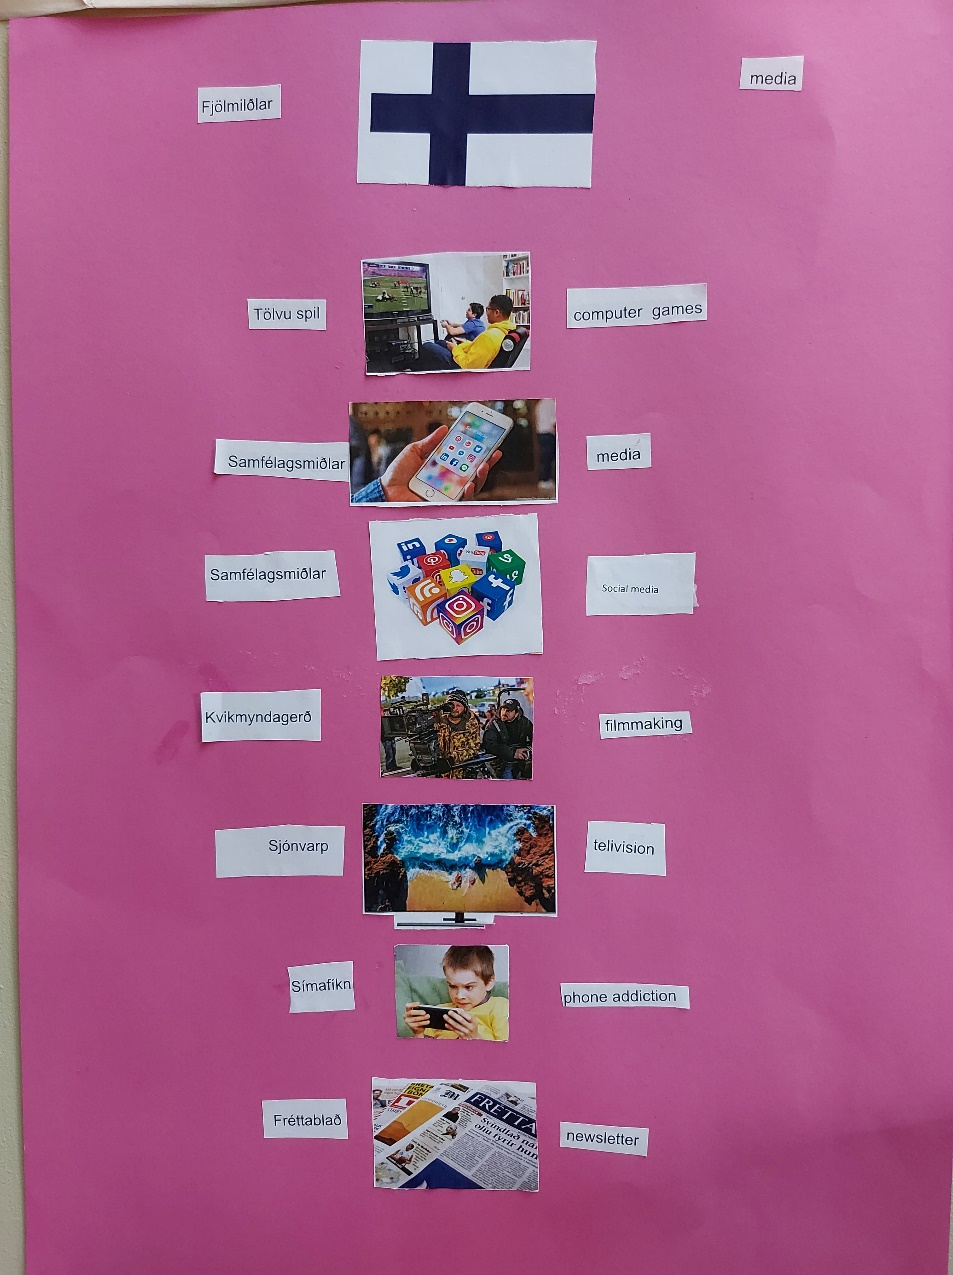 Fjölmiðlar
media
Tölvu spil
computer games
Samfélagsmiðlar
media
Samfélagsmiðlar
Social media
Kvikmyndagerð
filmmaking
Sjónvarp
telivision
Símafíkn
phone addiction
Fréttablað
FRÉTTA
newsletter